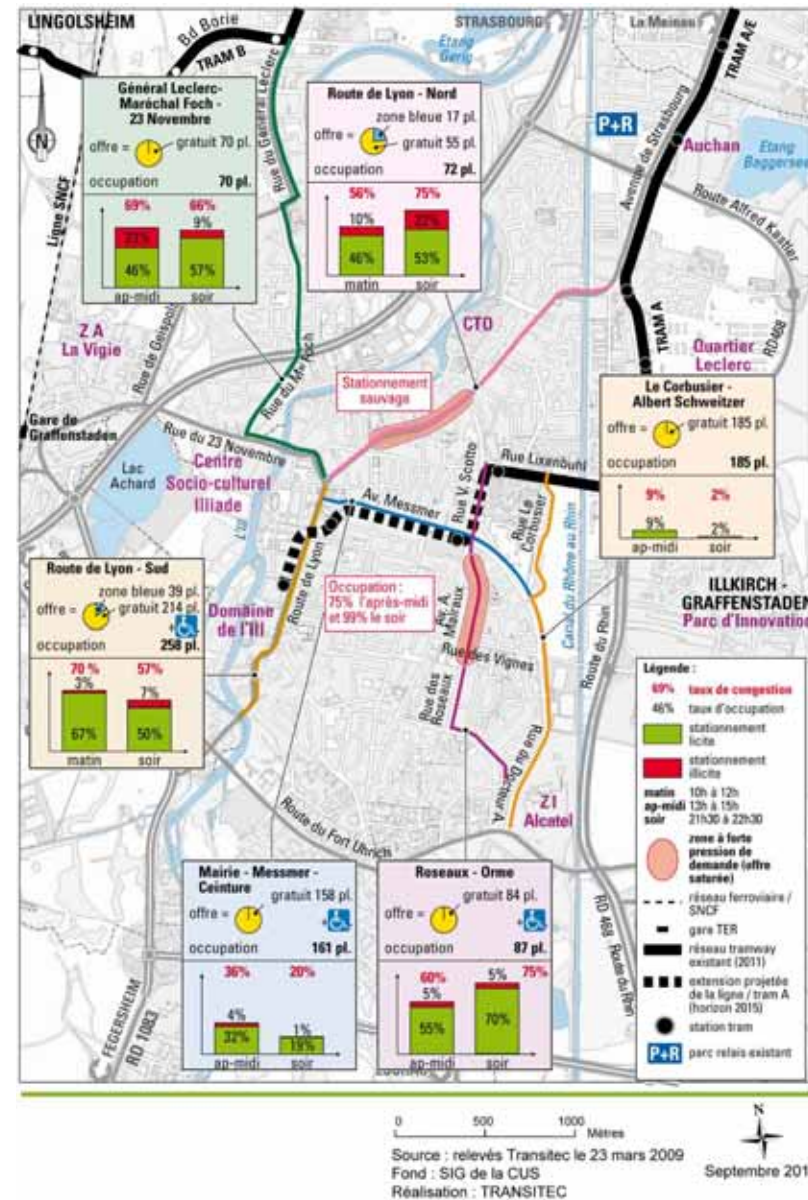 LINGOLSHEIM
Bd Borie
TRAM B
STRASBOURG
La Meinau
TRAM A/E
Etang
Gerig
Rue du Général Leclerc
Ligne SNCF
N
Général Leclerc-
Maréchal Foch -
23 Novembre
offre =
gratuit 70 pl.
occupation
70 pl.
69%
66%
9%
23%
46%
57%
ap-midi
soir
Route de Lyon - Nord
zone bleue 17 pl.
offre =
gratuit 55 pl.
occupation
72 pl.
56%
75%
10%
22%
46%
53%
matin
soir
P+R
Avenue de Strasbourg
Auchan
Etang
Baggersee
Route Alfred Kastler
RD468
TRAM A
Quartier
Leclerc
Z A
La Vigie
Rue de Geispols
CTO
Stationnement
sauvage
Rue du Mal Foch
Gare de
Graffenstaden
Rue du 23 Novembre
Lac
Achard
Centre
Socio-culturel
Illiade
L'Ill
Av. Messmer
Rue V. Scotto
Rue Lixenbuhl
Rue Le
Corbusier
Canal du Rhône au Rhin
Le Corbusier -
Albert Schweitzer
offre =
gratuit 185 pl.
occupation
185 pl.
9%
2%
9%
2%
ap-midi
soir
Route de Lyon - Sud
zone bleue 39 pl.
offre =
gratuit 214 pl.
+
occupation
258 pl.
70 %
57%
3%
7%
67%
50%
matin
soir
Domaine
de l'Ill
Route de Lyon
Occupation :
75% l'après-midi
et 99% le soir
Av. A.
Malraux
Rue des Vignes
Rue des
Roseaux
Rue du Docteur A.
Z I
Alcatel
Route du Rhin
ILLKIRCH -
GRAFFENSTADEN
Parc d'Innovation
Route du Fort Uhrich
Mairie - Messmer -
Ceinture
offre =
gratuit 158 pl.
+
occupation
161 pl.
36%
20%
4%
1%
32%
19%
ap-midi
soir
Roseaux - Orme
offre =
gratuit 84 pl.
+
occupation
87 pl.
60%
5%
75%
5%
55%
70%
ap-midi
soir
FEGERSHEIM
RD 1083
RD 468
Route du Rhin
Légende :
69% taux de congestion
46% taux d'occupation
stationnement
licite
stationnement
illicite
matin 10h à 12h
ap-midi 13h à 15h
soir 21h30 à 22h30
zone à forte
pression de
demande (offre
saturée)
réseau ferroviaire /
SNCF
gare TER
réseau tramway
existant (2011)
extension projetée
de la ligne / tram A
(horizon 2015)
station tram
P+R parc relais existant
0 500 1000 Mètres
Source : relevés Transitec le 23 mars 2009
Fond : SIG de la CUS
Réalisation : TRANSITEC
N
Septembre 201